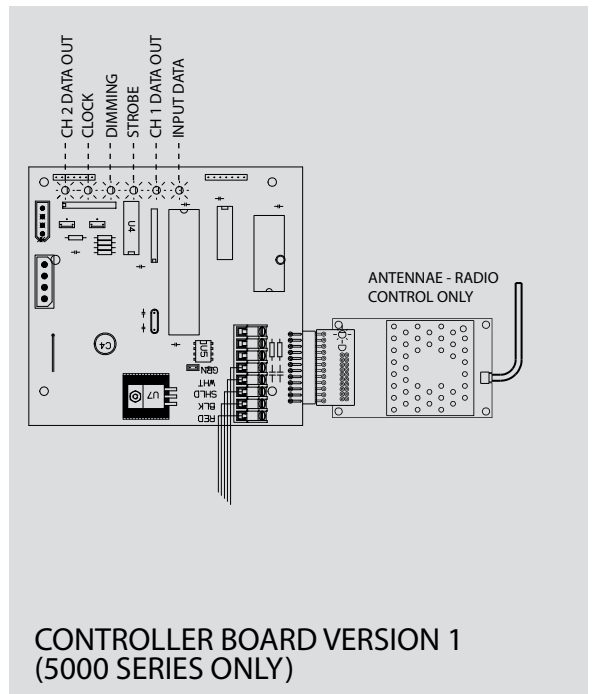 CH 2 DATA OUT
CLOCK
DIMMING
STROBE
CH 1 DATA OUT
INPUT DATA
U4
ANTENNAE - RADIO
CONTROL ONLY
C4
U5
GRN
WHT
SHLD
BLK
RED
U7
CONTROLLER BOARD VERSION 1
(5000 SERIES ONLY)